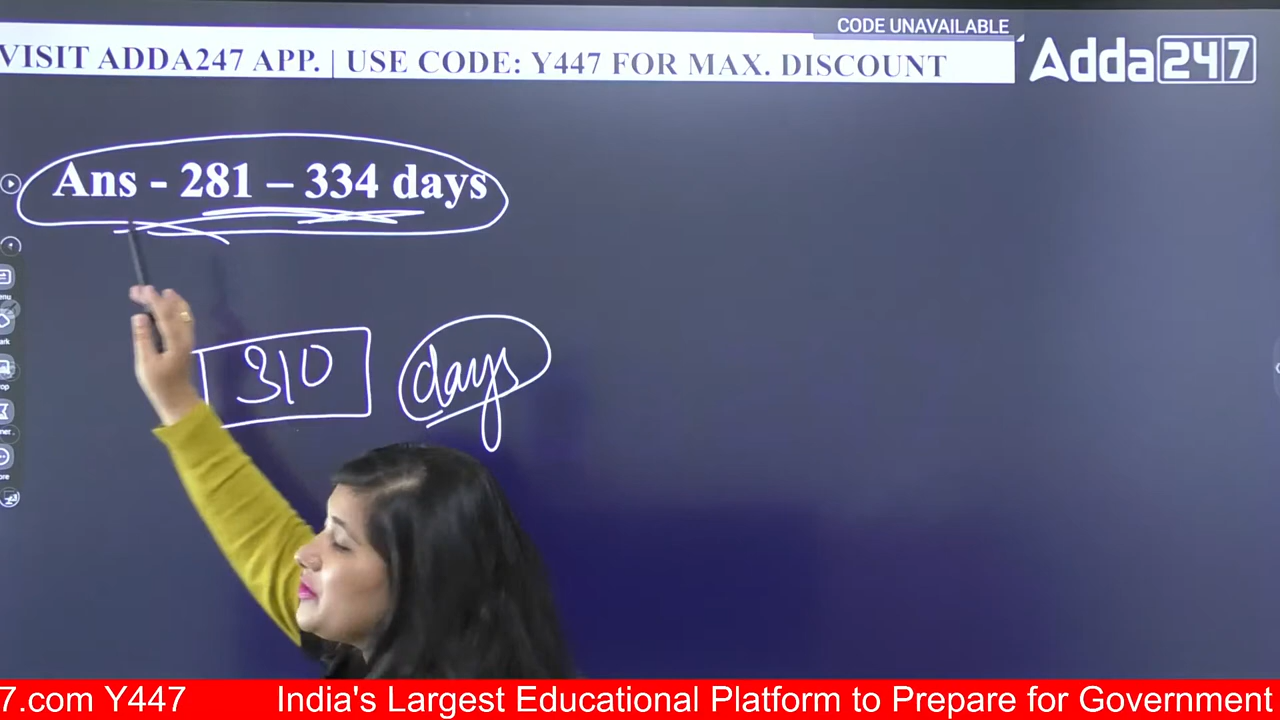 CODE UNAVAILABLE
VISIT ADDA247 APP. | USE CODE: Y447 FOR MAX. DISCOUNT
Adda247
Ans - 281 – 334 days
310 days
7.com Y447 India's Largest Educational Platform to Prepare for Government